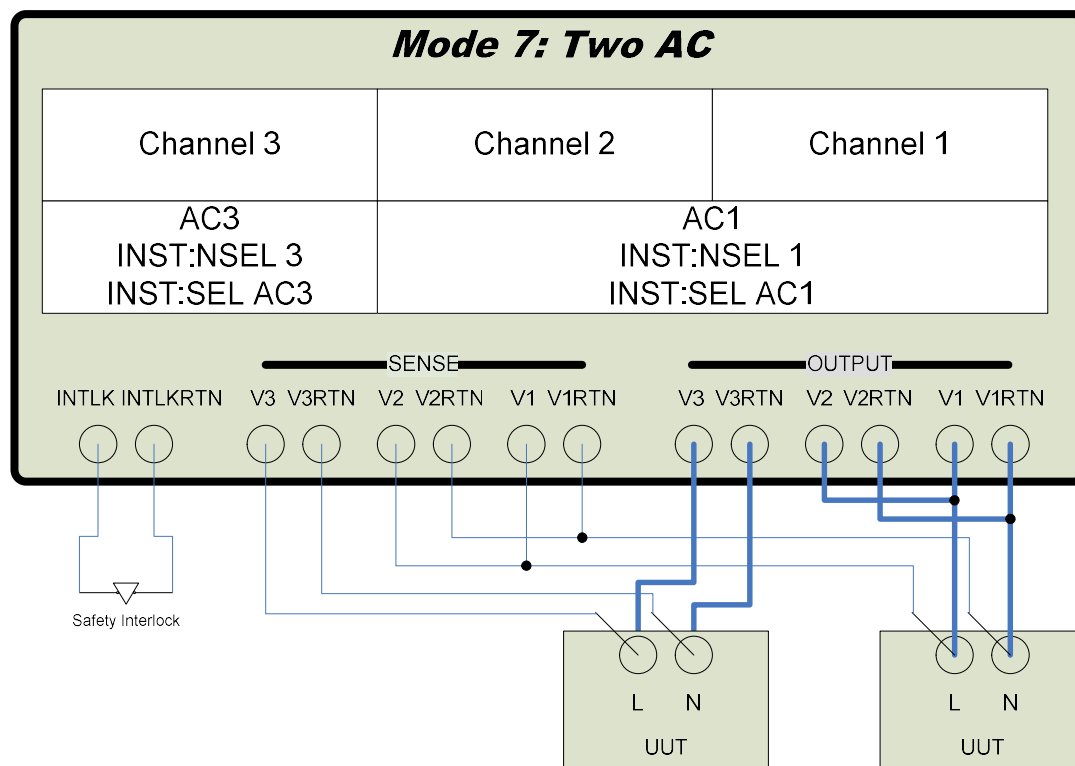 Mode 7: Two AC
Channel 3 Channel 2 Channel 1
AC3
INST:NSEL 3
INST:SEL AC3
AC1
INST:NSEL 1
INST:SEL AC1
SENSE OUTPUT
INTLK INTLKRTN V3 V3RTN V2 V2RTN V1 V1RTN V3 V3RTN V2 V2RTN V1 V1RTN
Safety Interlock
L N L N
UUT UUT